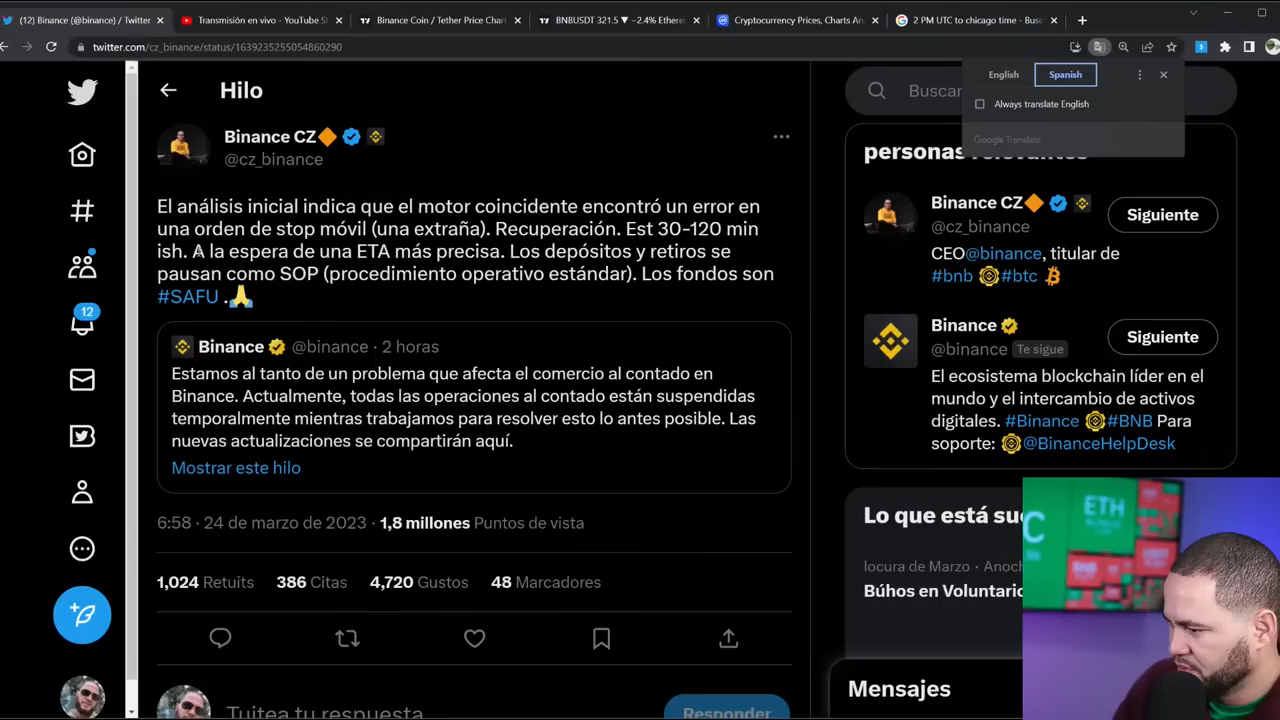 (12) Binance (@binance) / Twitter
Transmisión en vivo - YouTube S
Binance Coin / Tether Price Chart
BNBUSDT 321.5 ▼ −2.4% Ethere
Cryptocurrency Prices, Charts An
2 PM UTC to chicago time - Bus
twitter.com/cz_binance/status/1639235255054860290
English
Spanish
Always translate English
Google Translate
Hilo
Buscar
Binance CZ
@cz_binance
El análisis inicial indica que el motor coincidente encontró un error en
una orden de stop móvil (una extraña). Recuperación. Est 30-120 min
ish. A la espera de una ETA más precisa. Los depósitos y retiros se
pausan como SOP (procedimiento operativo estándar). Los fondos son
#SAFU .🙏
Binance @binance · 2 horas
Estamos al tanto de un problema que afecta el comercio al contado en
Binance. Actualmente, todas las operaciones al contado están suspendidas
temporalmente mientras trabajamos para resolver esto lo antes posible. Las
nuevas actualizaciones se compartirán aquí.
Mostrar este hilo
6:58 · 24 de marzo de 2023 · 1,8 millones Puntos de vista
1,024 Retuits 386 Citas 4,720 Gustos 48 Marcadores
Tuitea tu respuesta
Responder
12
personas relevantes
Binance CZ
@cz_binance
Siguiente
CEO@binance, titular de
#bnb #btc
Binance
@binance Te sigue
Siguiente
El ecosistema blockchain líder en el
mundo y el intercambio de activos
digitales. #Binance #BNB Para
soporte: @BinanceHelpDesk
Lo que está su
locura de Marzo · Anoch
Búhos en Voluntario
Mensajes
C
ETH